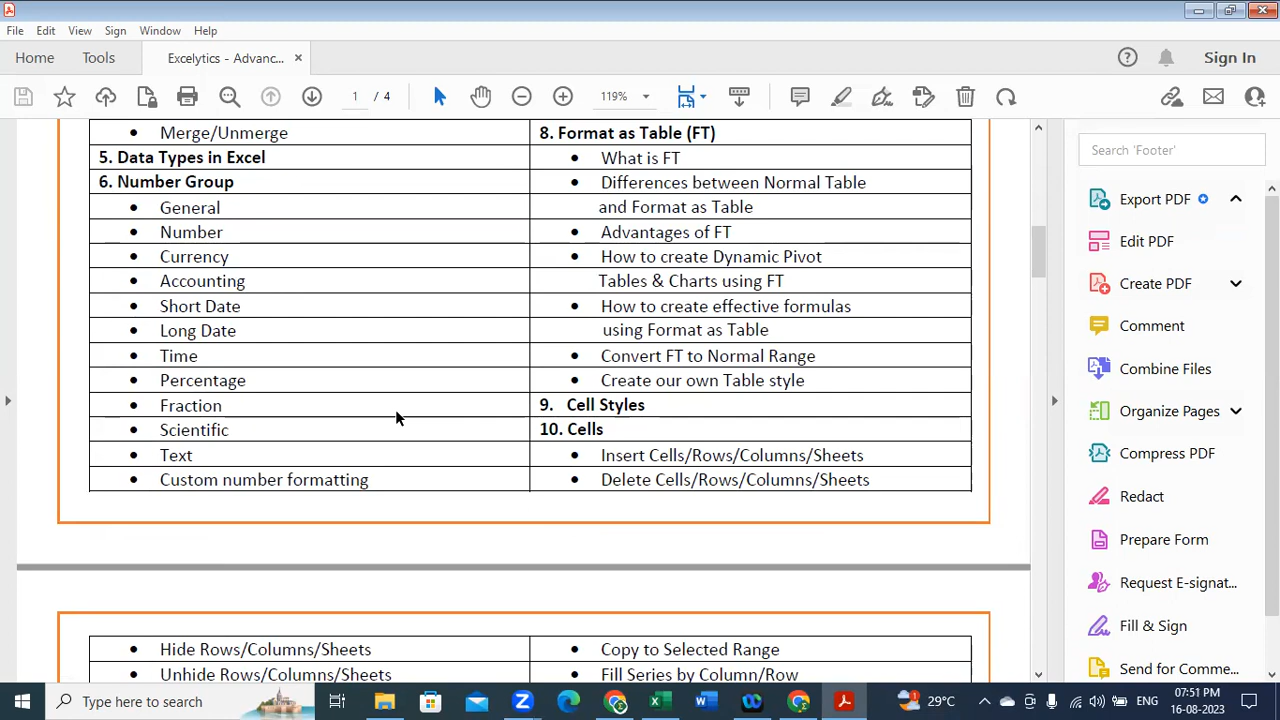 File Edit View Sign Window Help
Home Tools Excelytics - Advanc... × Sign In
1 / 4 119%
Search 'Footer'
Merge/Unmerge
5. Data Types in Excel
6. Number Group
• General
• Number
• Currency
• Accounting
• Short Date
• Long Date
• Time
• Percentage
• Fraction
• Scientific
• Text
• Custom number formatting
8. Format as Table (FT)
• What is FT
• Differences between Normal Table
and Format as Table
• Advantages of FT
• How to create Dynamic Pivot
Tables & Charts using FT
• How to create effective formulas
using Format as Table
• Convert FT to Normal Range
• Create our own Table style
9. Cell Styles
10. Cells
• Insert Cells/Rows/Columns/Sheets
• Delete Cells/Rows/Columns/Sheets
• Hide Rows/Columns/Sheets
• Unhide Rows/Columns/Sheets
Copy to Selected Range
Fill Series by Column/Row
Export PDF
Edit PDF
Create PDF
Comment
Combine Files
Organize Pages
Compress PDF
Redact
Prepare Form
Request E-signat...
Fill & Sign
Send for Comme...
Type here to search
29°C
ENG
07:51 PM
16-08-2023